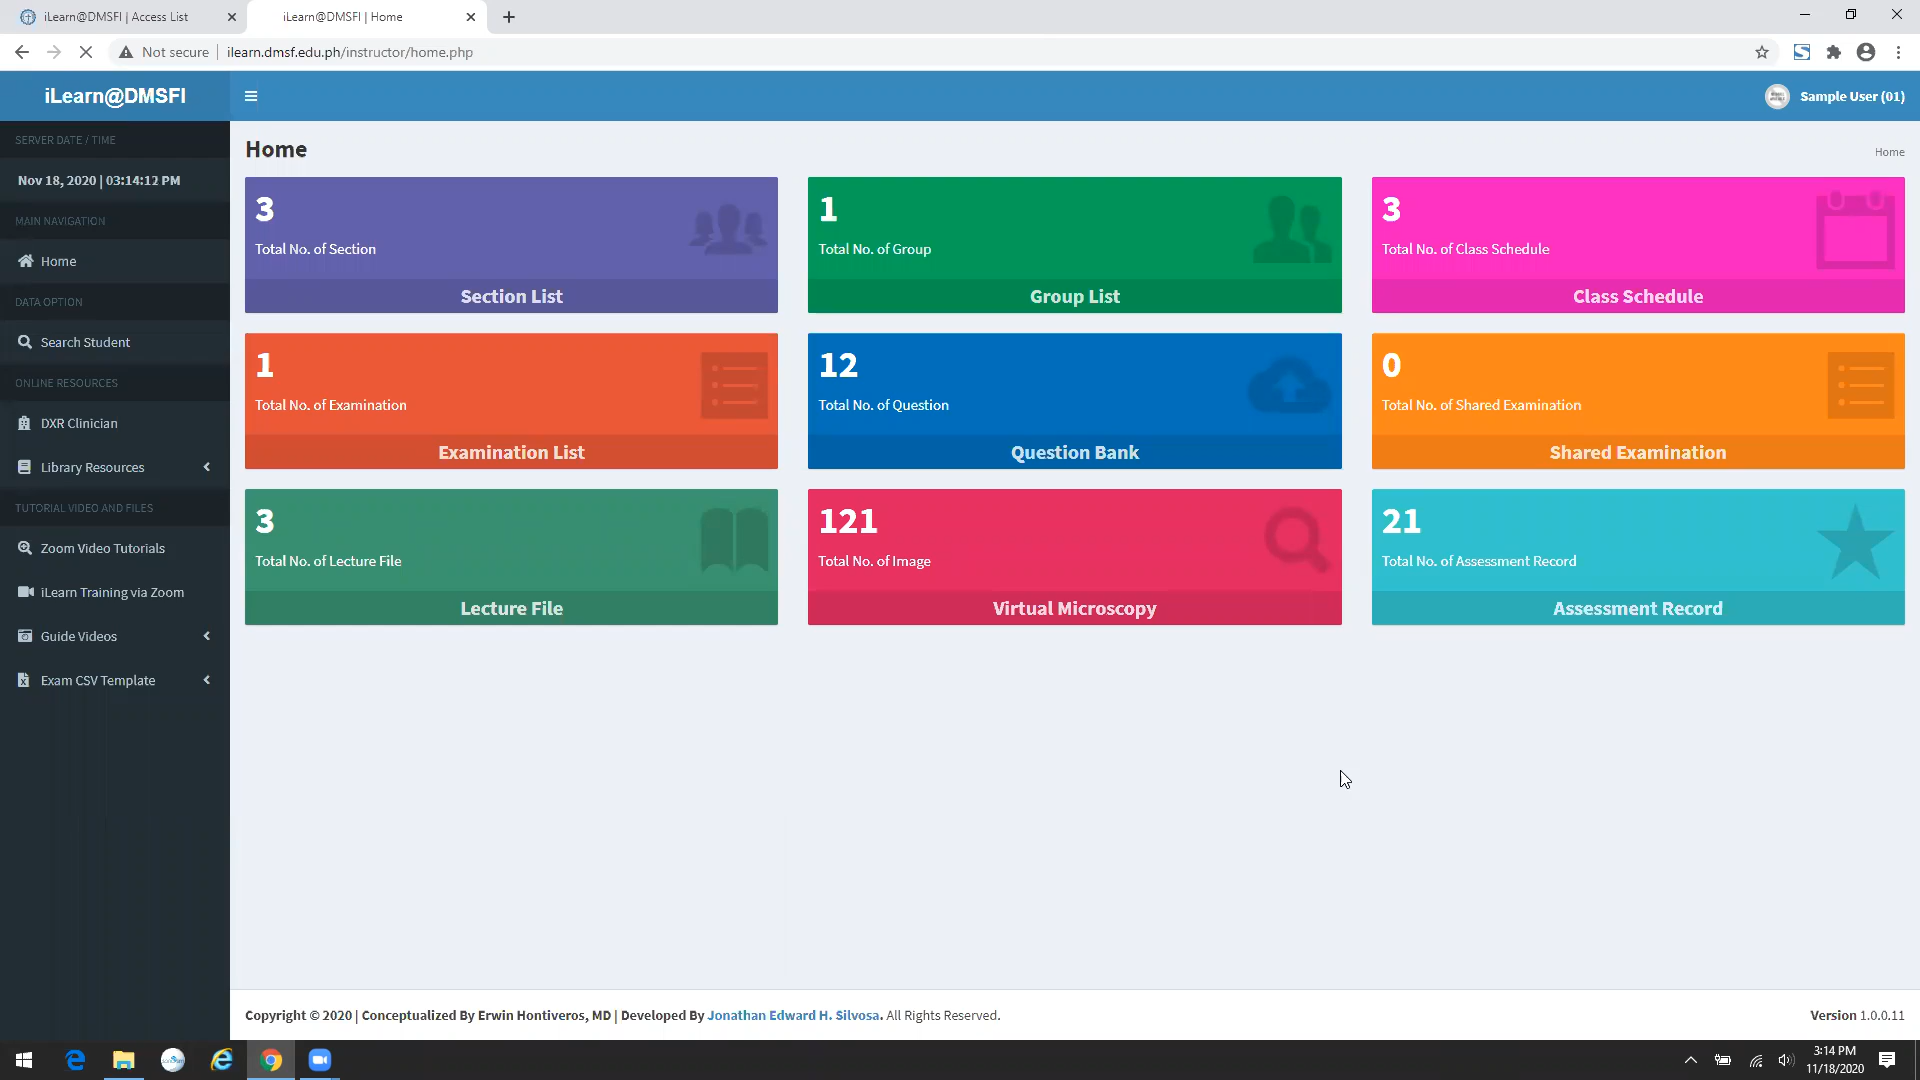 iLearn@DMSFI | Access List
iLearn@DMSFI | Home
Not secure
ilearn.dmsf.edu.ph/instructor/home.php
iLearn@DMSFI
Sample User (01)
SERVER DATE / TIME
Nov 18, 2020 | 03:14:12 PM
MAIN NAVIGATION
Home
DATA OPTION
Search Student
ONLINE RESOURCES
DXR Clinician
Library Resources
TUTORIAL VIDEO AND FILES
Zoom Video Tutorials
iLearn Training via Zoom
Guide Videos
Exam CSV Template
Home
Home
3
Total No. of Section
Section List
1
Total No. of Group
Group List
3
Total No. of Class Schedule
Class Schedule
1
Total No. of Examination
Examination List
12
Total No. of Question
Question Bank
0
Total No. of Shared Examination
Shared Examination
3
Total No. of Lecture File
Lecture File
121
Total No. of Image
Virtual Microscopy
21
Total No. of Assessment Record
Assessment Record
Copyright © 2020 | Conceptualized By Erwin Hontiveros, MD | Developed By Jonathan Edward H. Silvosa. All Rights Reserved.
Version 1.0.0.11
3:14 PM
11/18/2020